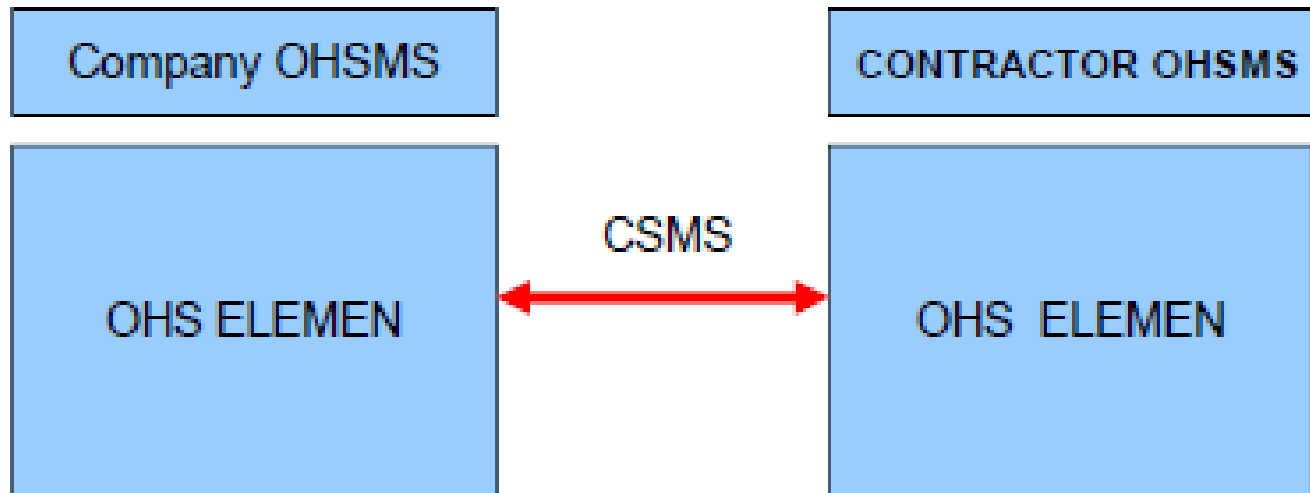 Company OHSMS
CONTRACTOR OHSMS
CSMS
OHS ELEMEN
OHS ELEMEN